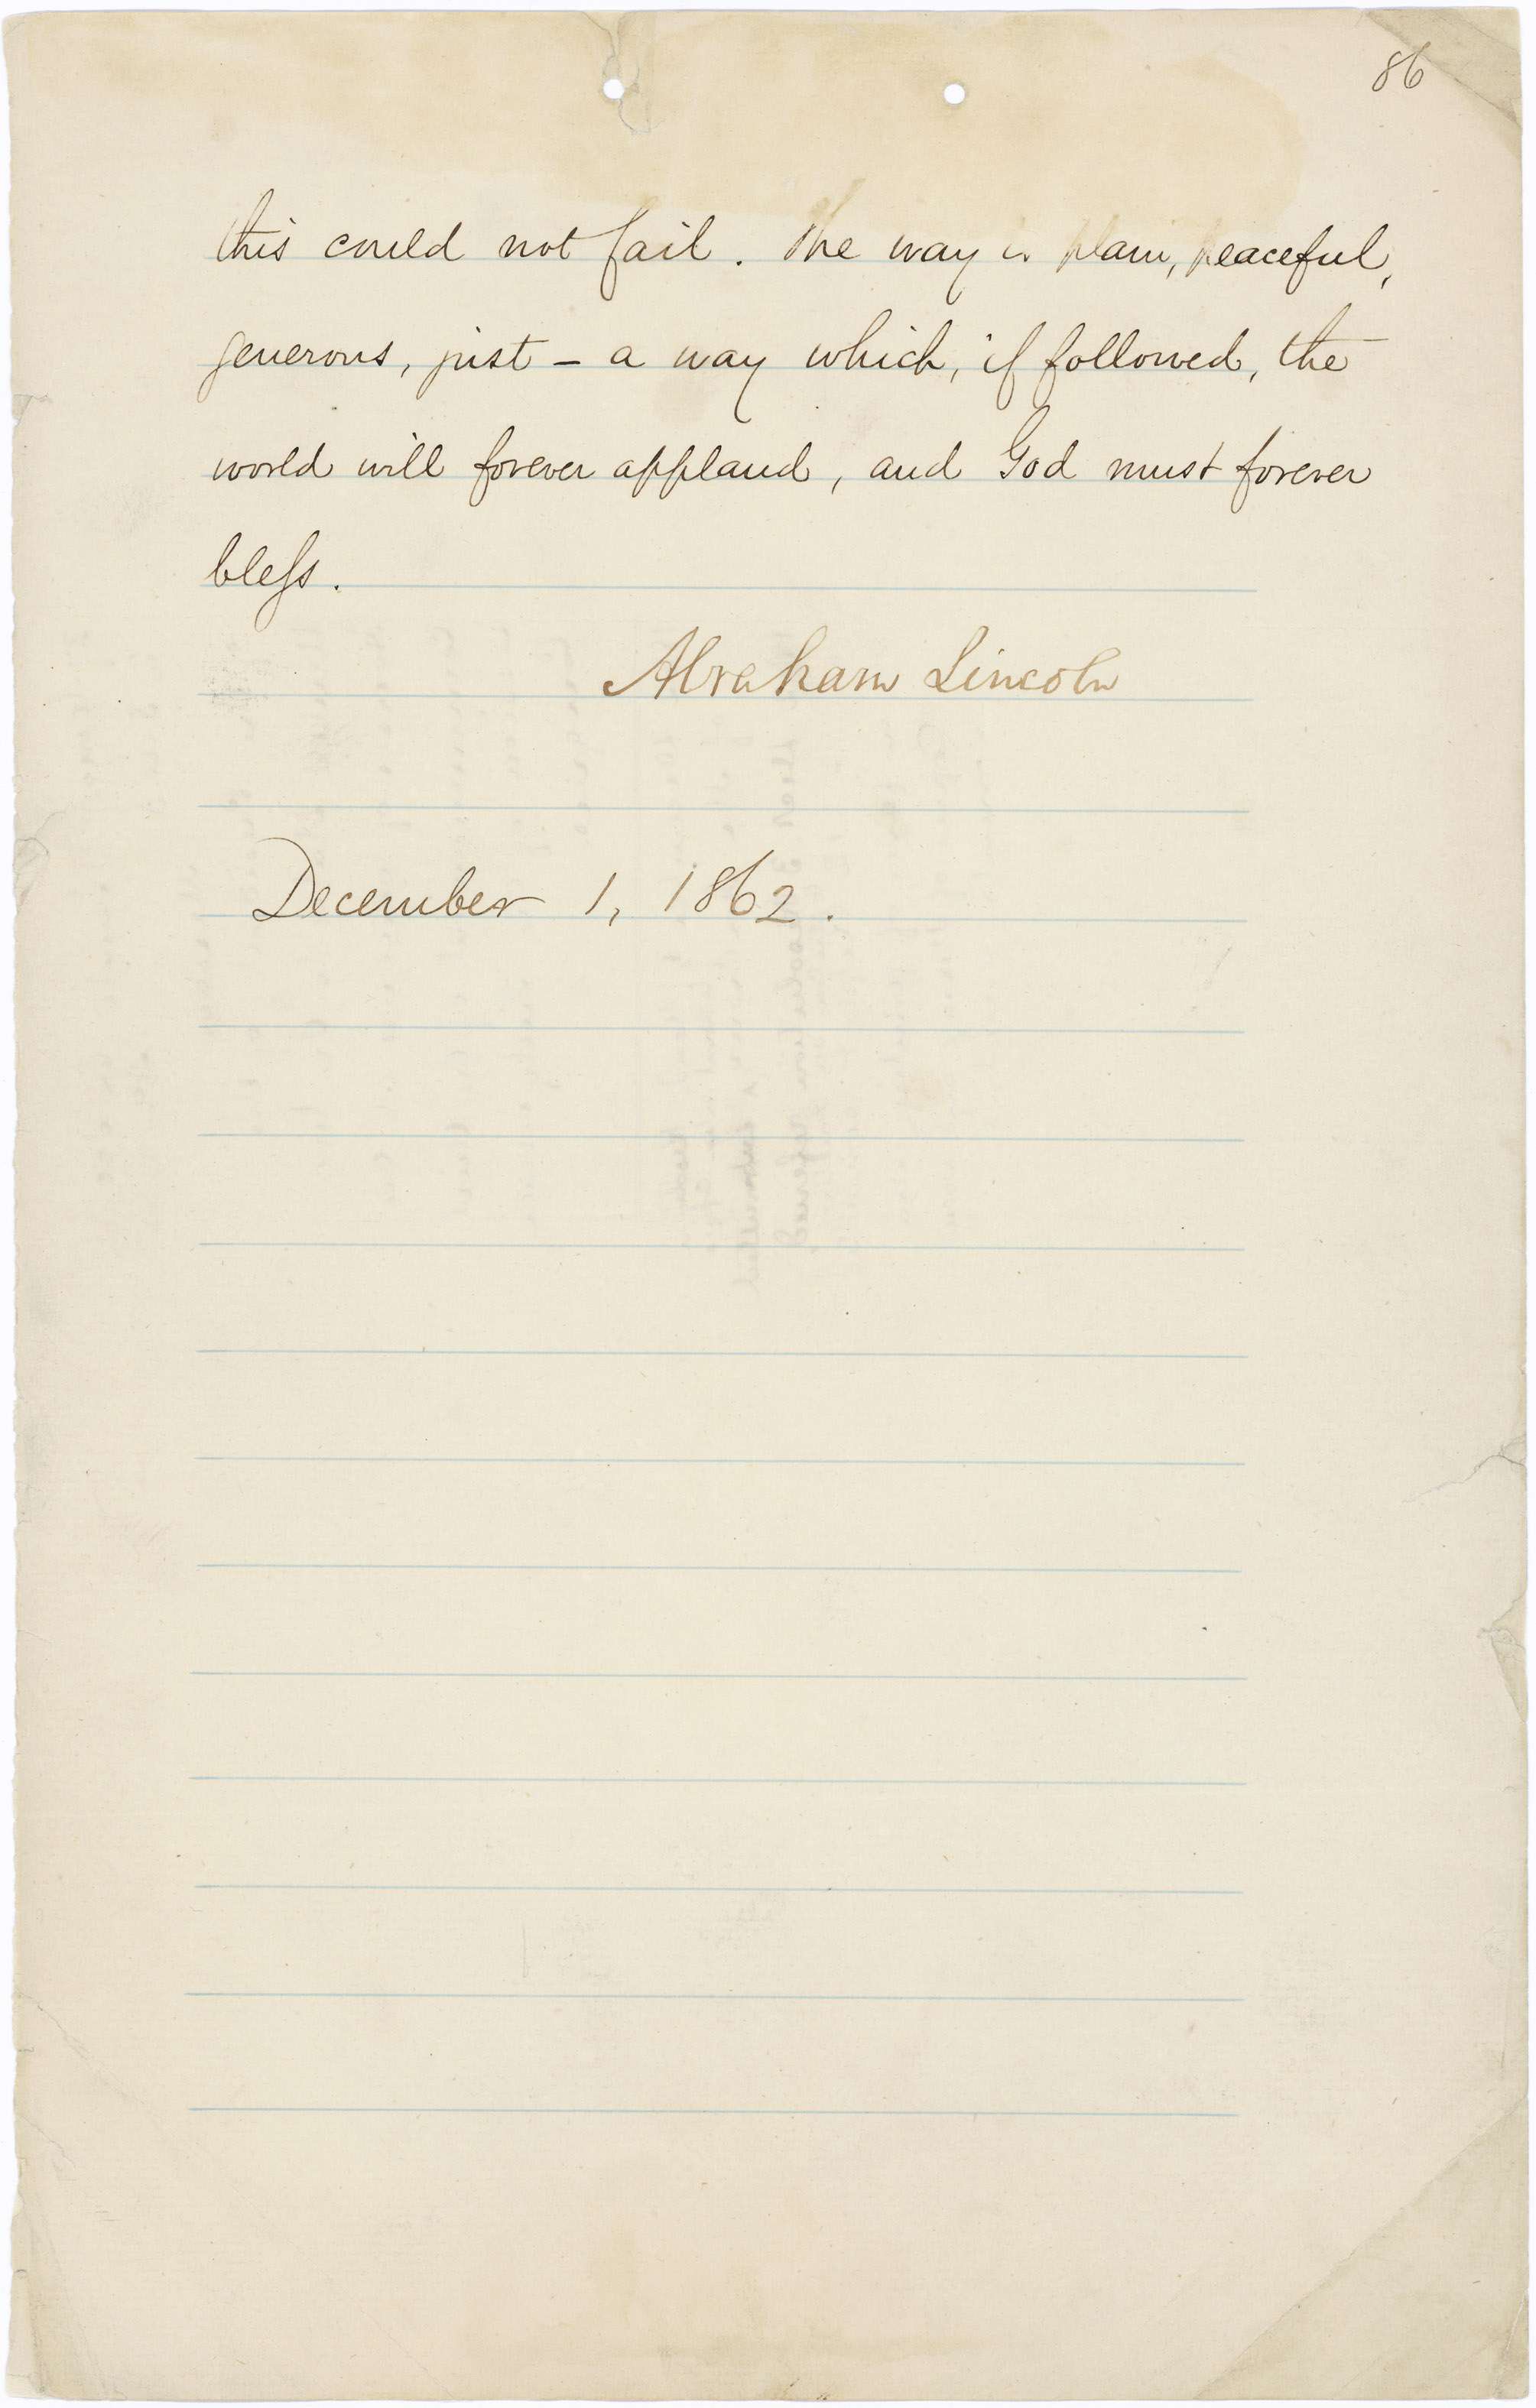 86
this could not fail. The way is plain, peaceful,
generous, just — a way which, if followed, the
world will forever applaud, and God must forever
bless.
Abraham Lincoln
December 1, 1862.